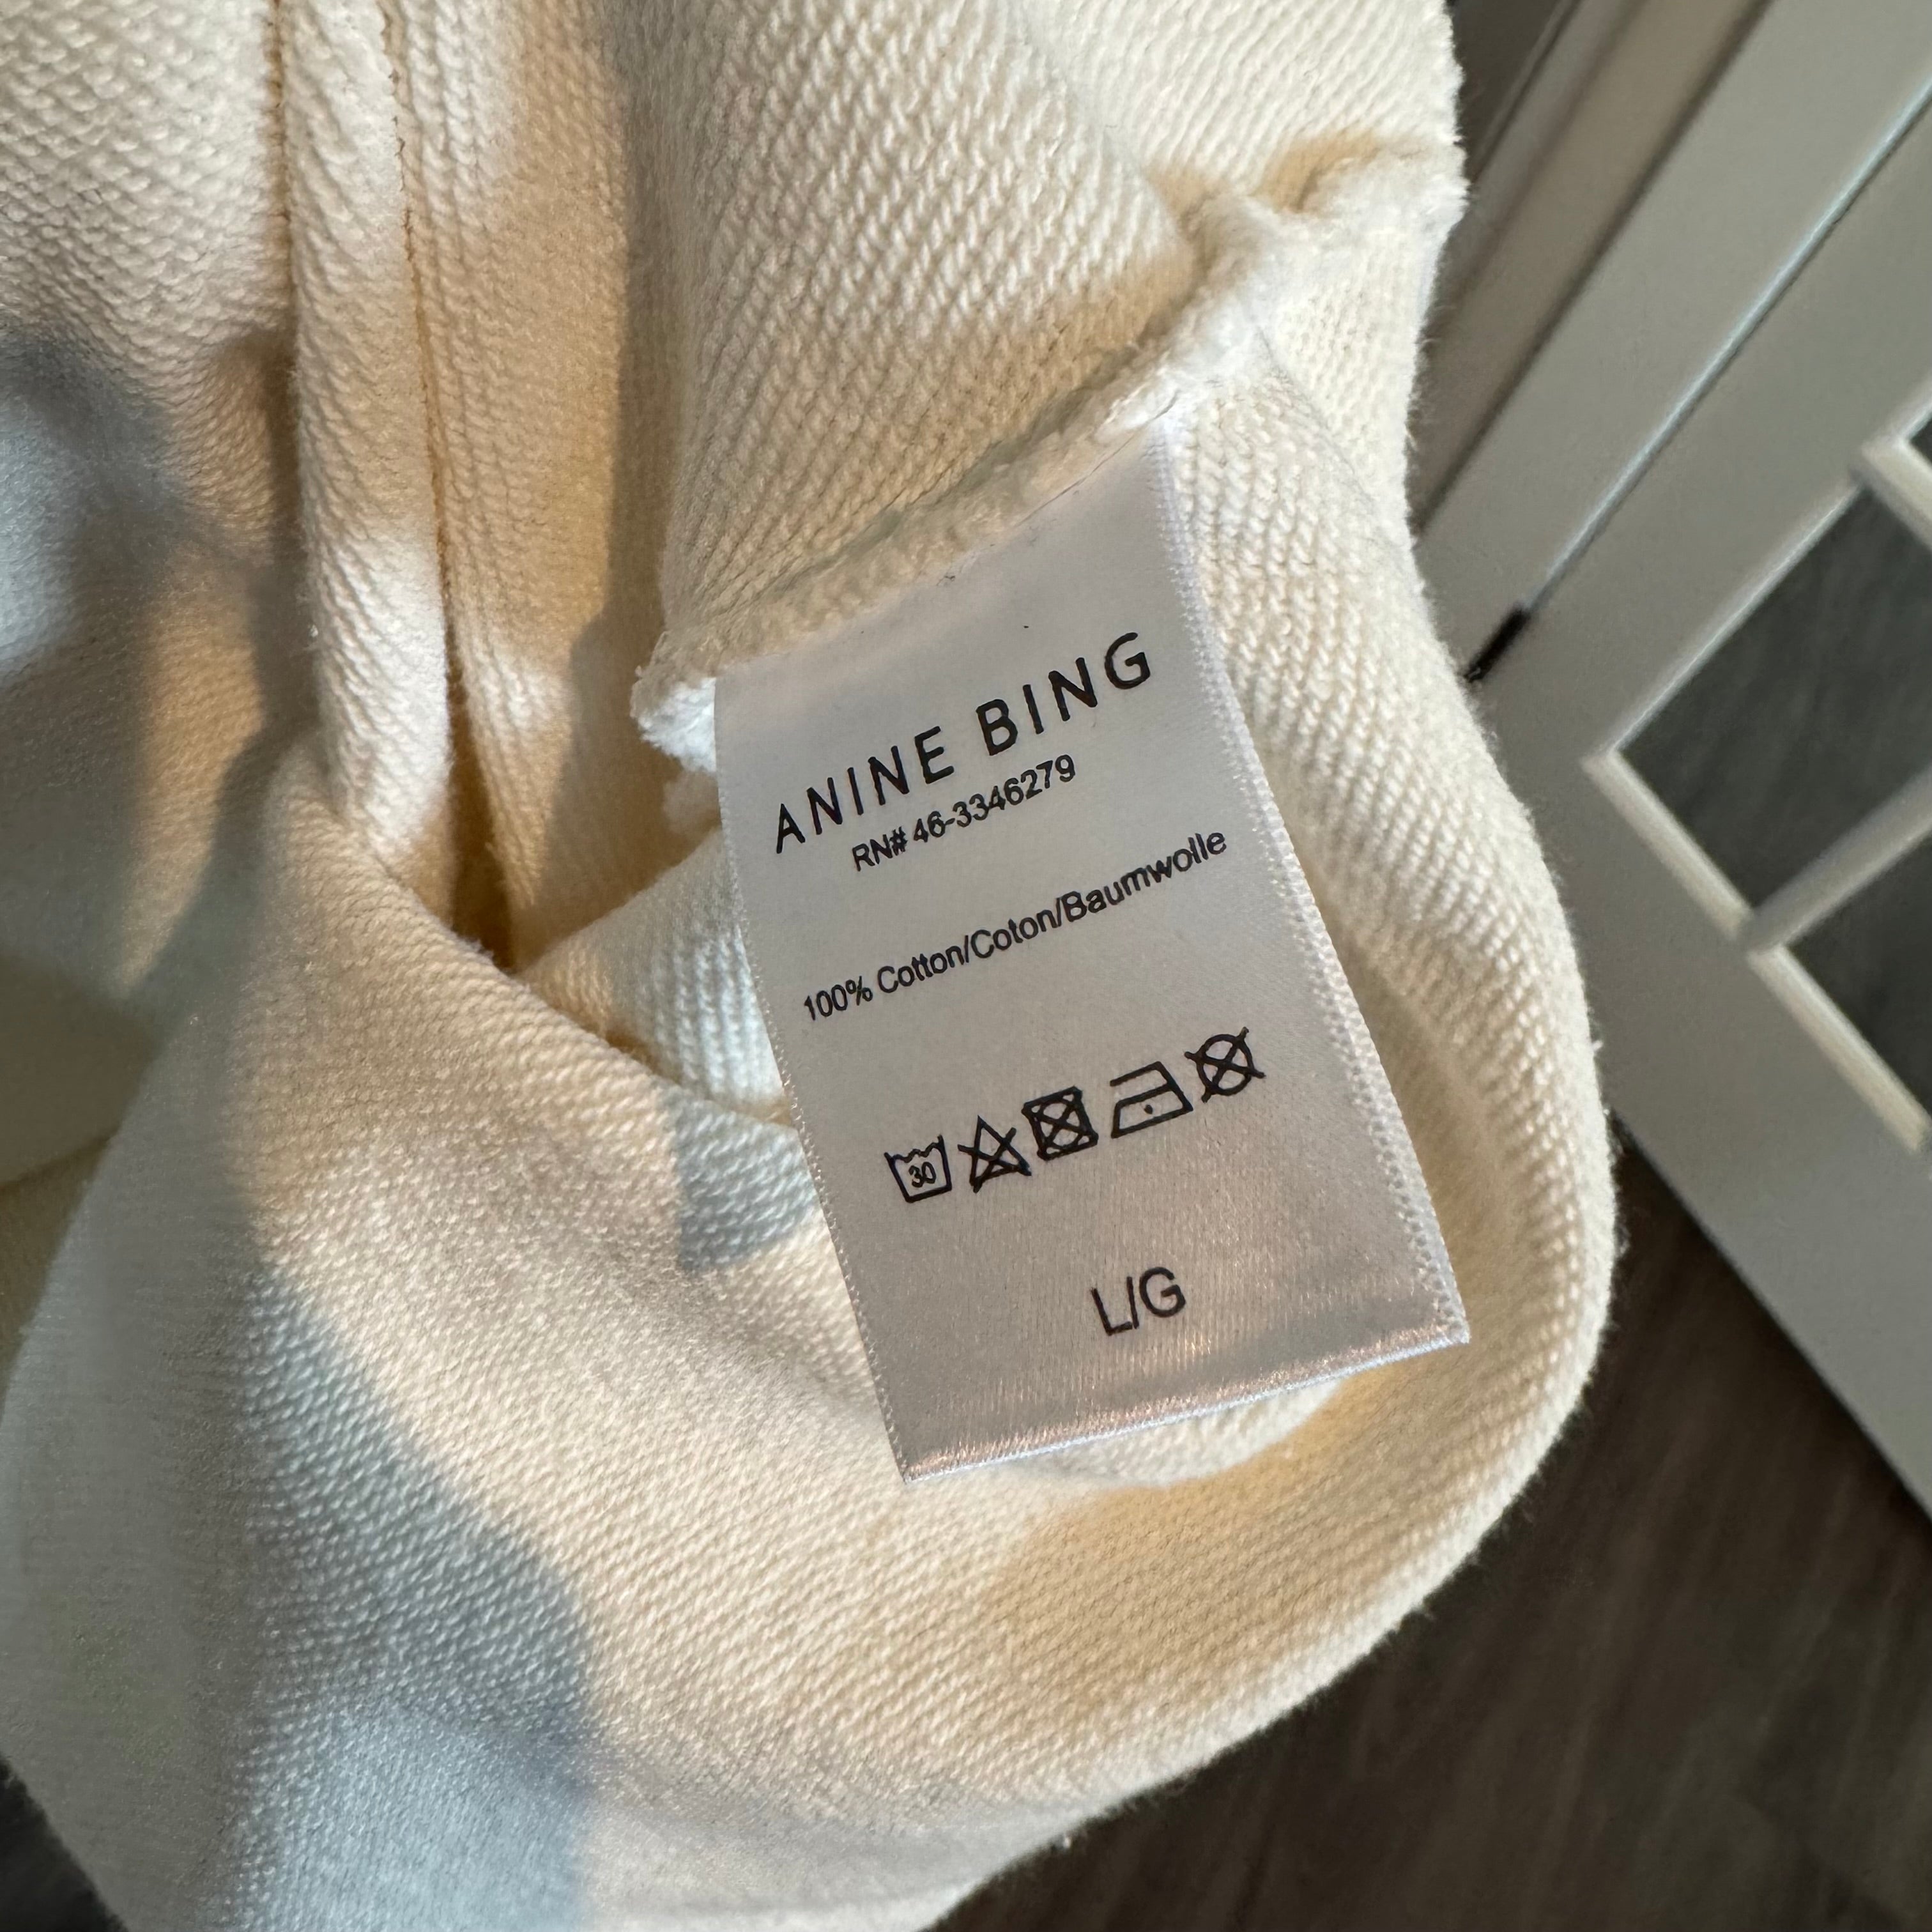 ANINE BING
RN# 46-3346279
100% Cotton/Coton/Baumwolle
30
L/G